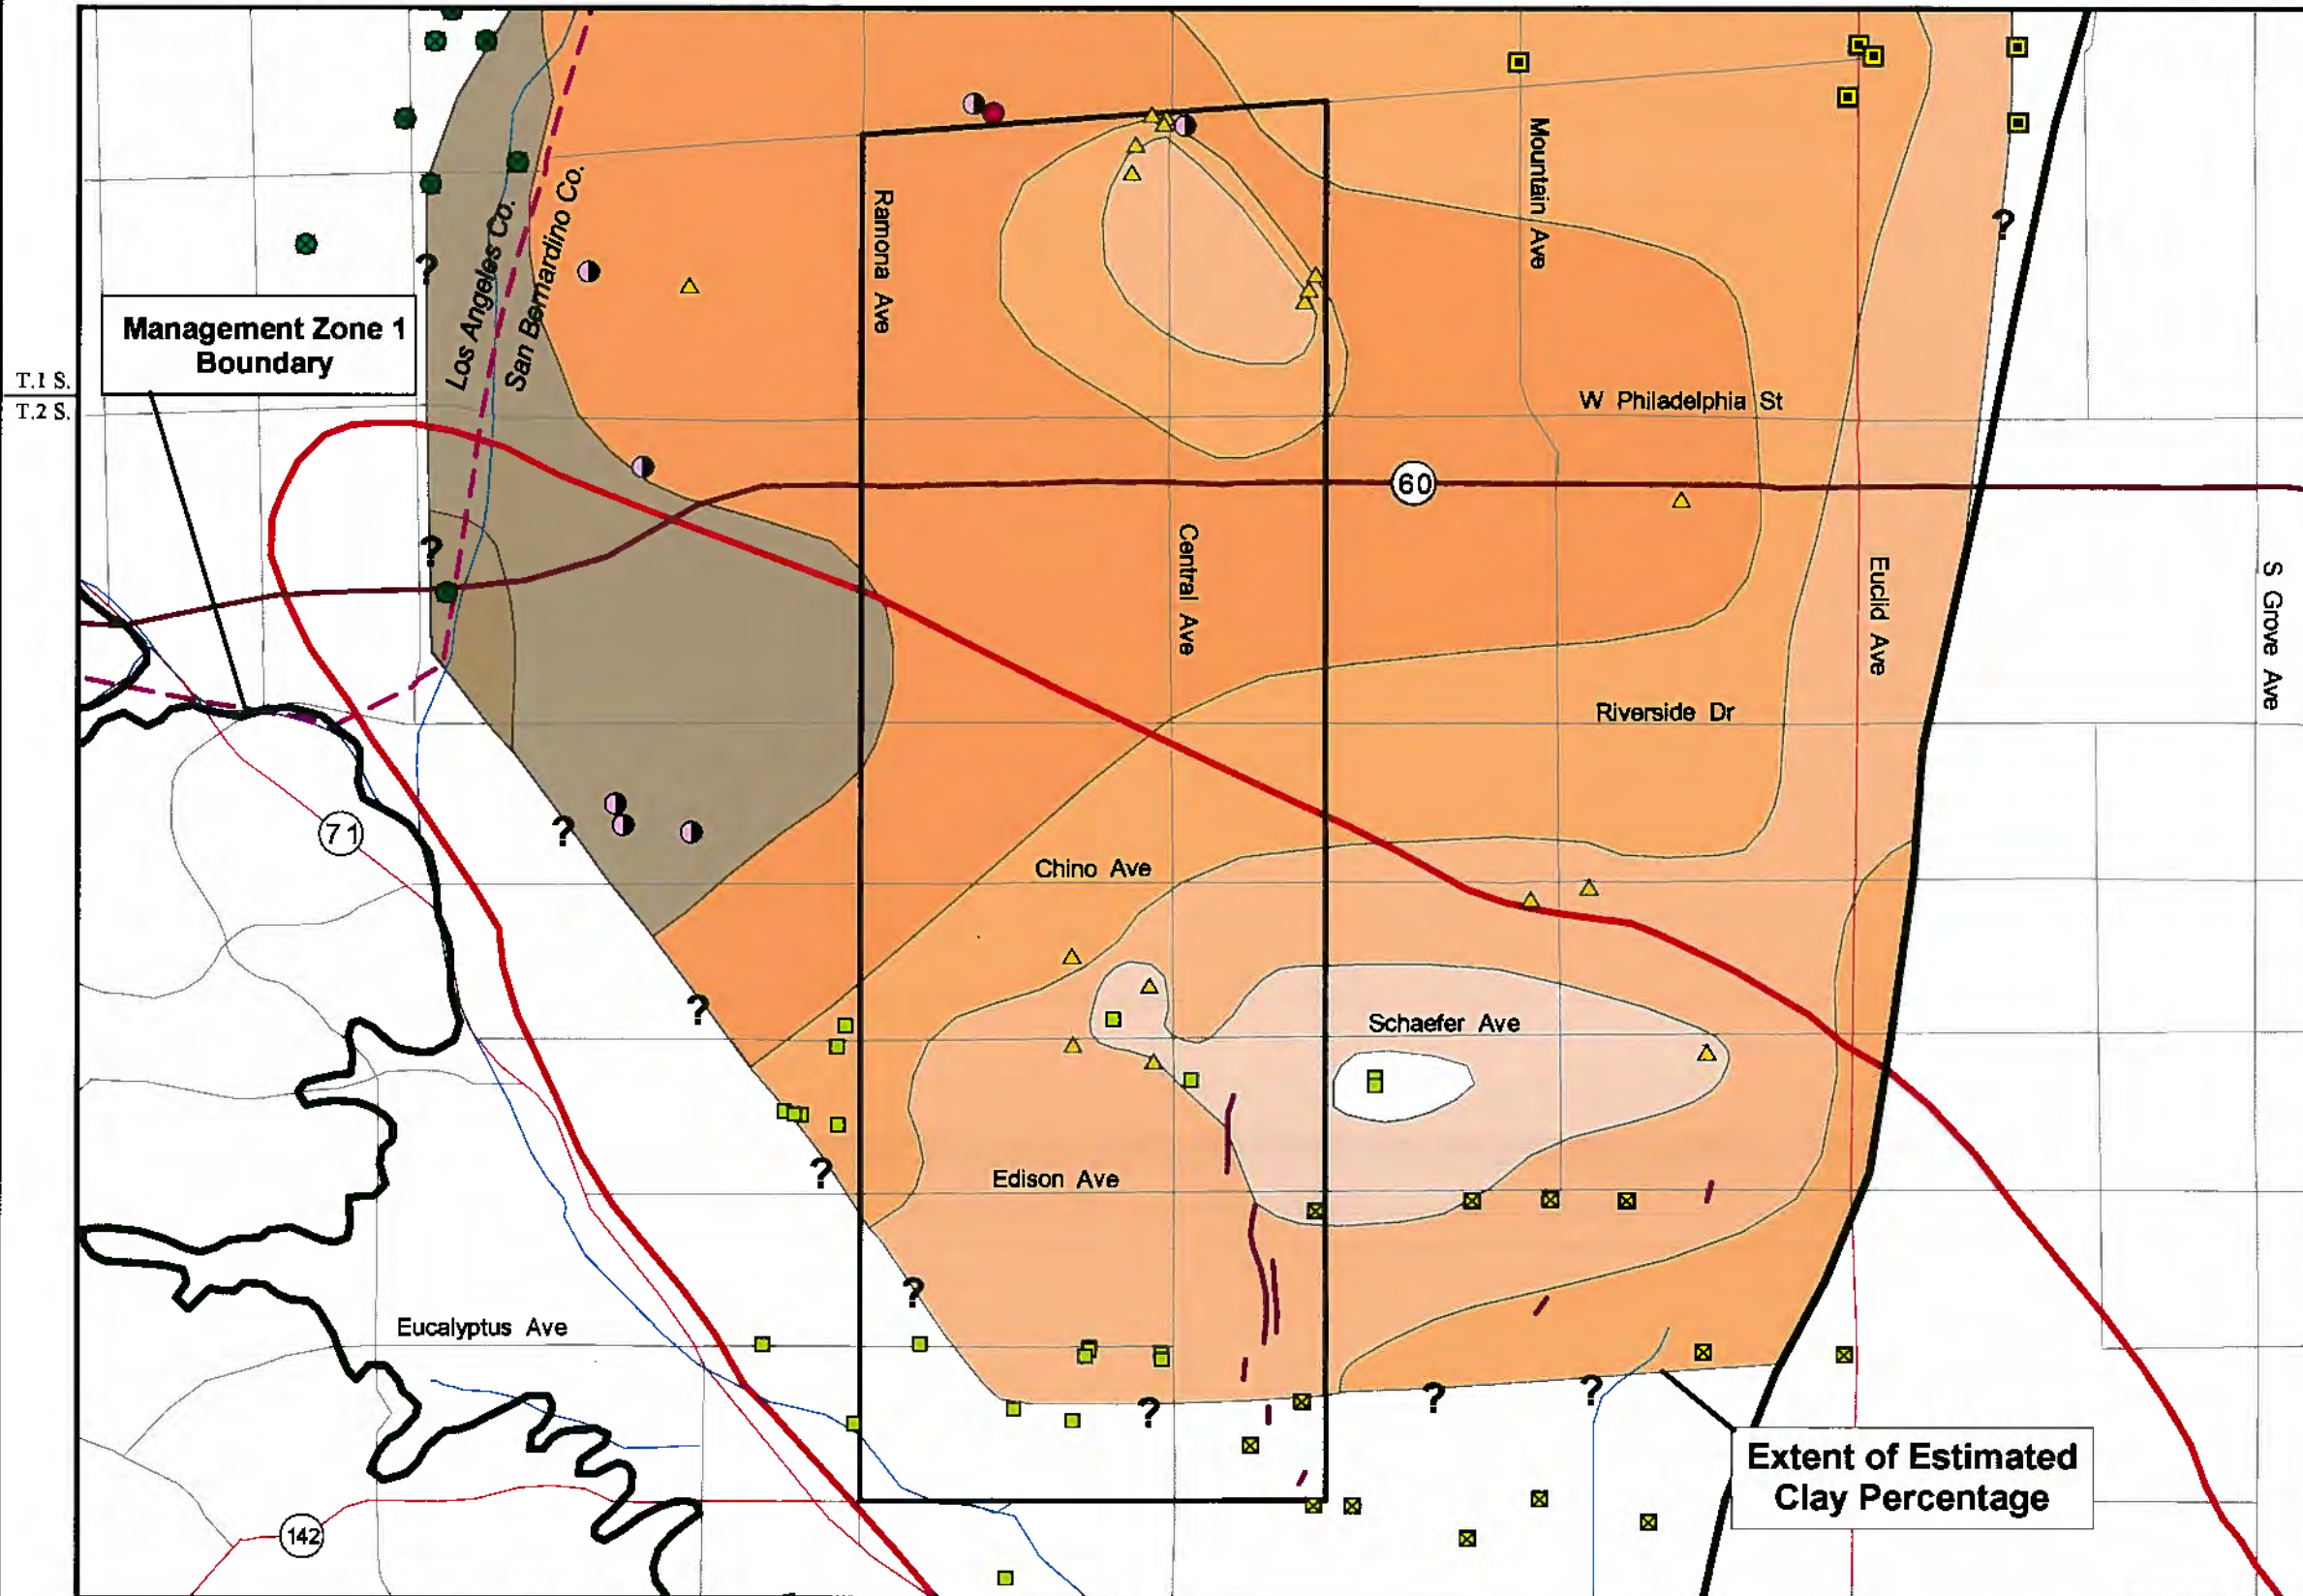 Mountain Ave
Ramona Ave
Los Angeles Co.
San Bernardino Co.
?
?
Management Zone 1
Boundary
T.1 S.
T.2 S.
W Philadelphia St
60
?
Central Ave
Euclid Ave
S Grove Ave
Riverside Dr
71
?
Chino Ave
?
Schaefer Ave
?
Edison Ave
?
Eucalyptus Ave
?
?
?
Extent of Estimated
Clay Percentage
142